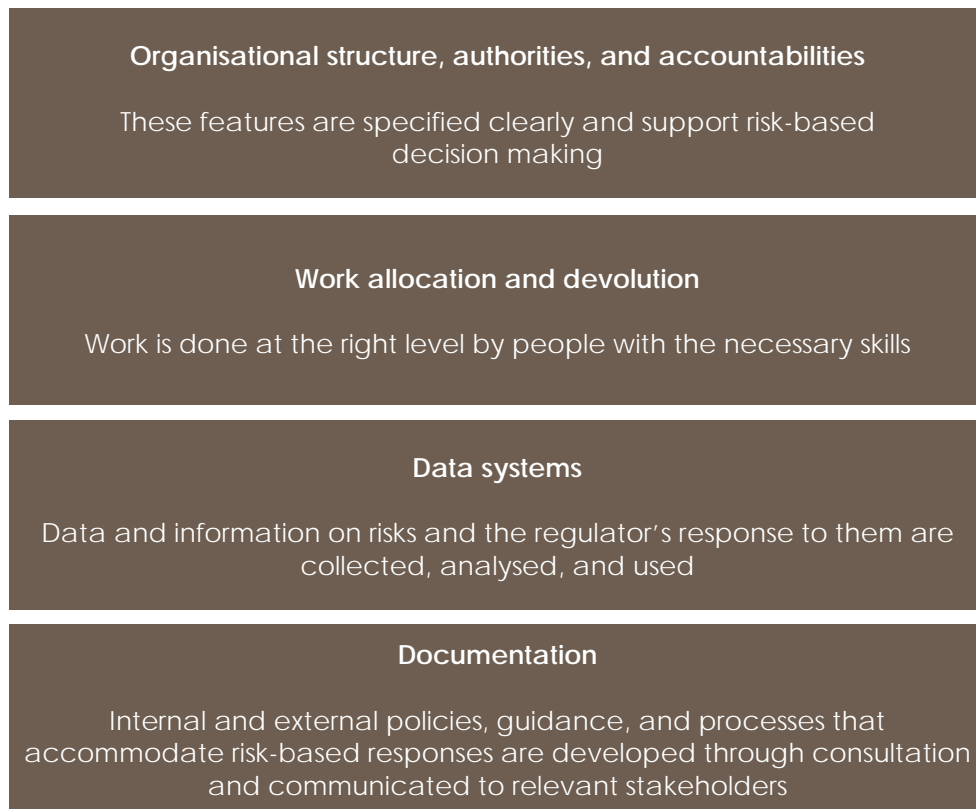 Organisational structure, authorities, and accountabilities
These features are specified clearly and support risk-based
decision making
Work allocation and devolution
Work is done at the right level by people with the necessary skills
Data systems
Data and information on risks and the regulator’s response to them are
collected, analysed, and used
Documentation
Internal and external policies, guidance, and processes that
accommodate risk-based responses are developed through consultation
and communicated to relevant stakeholders